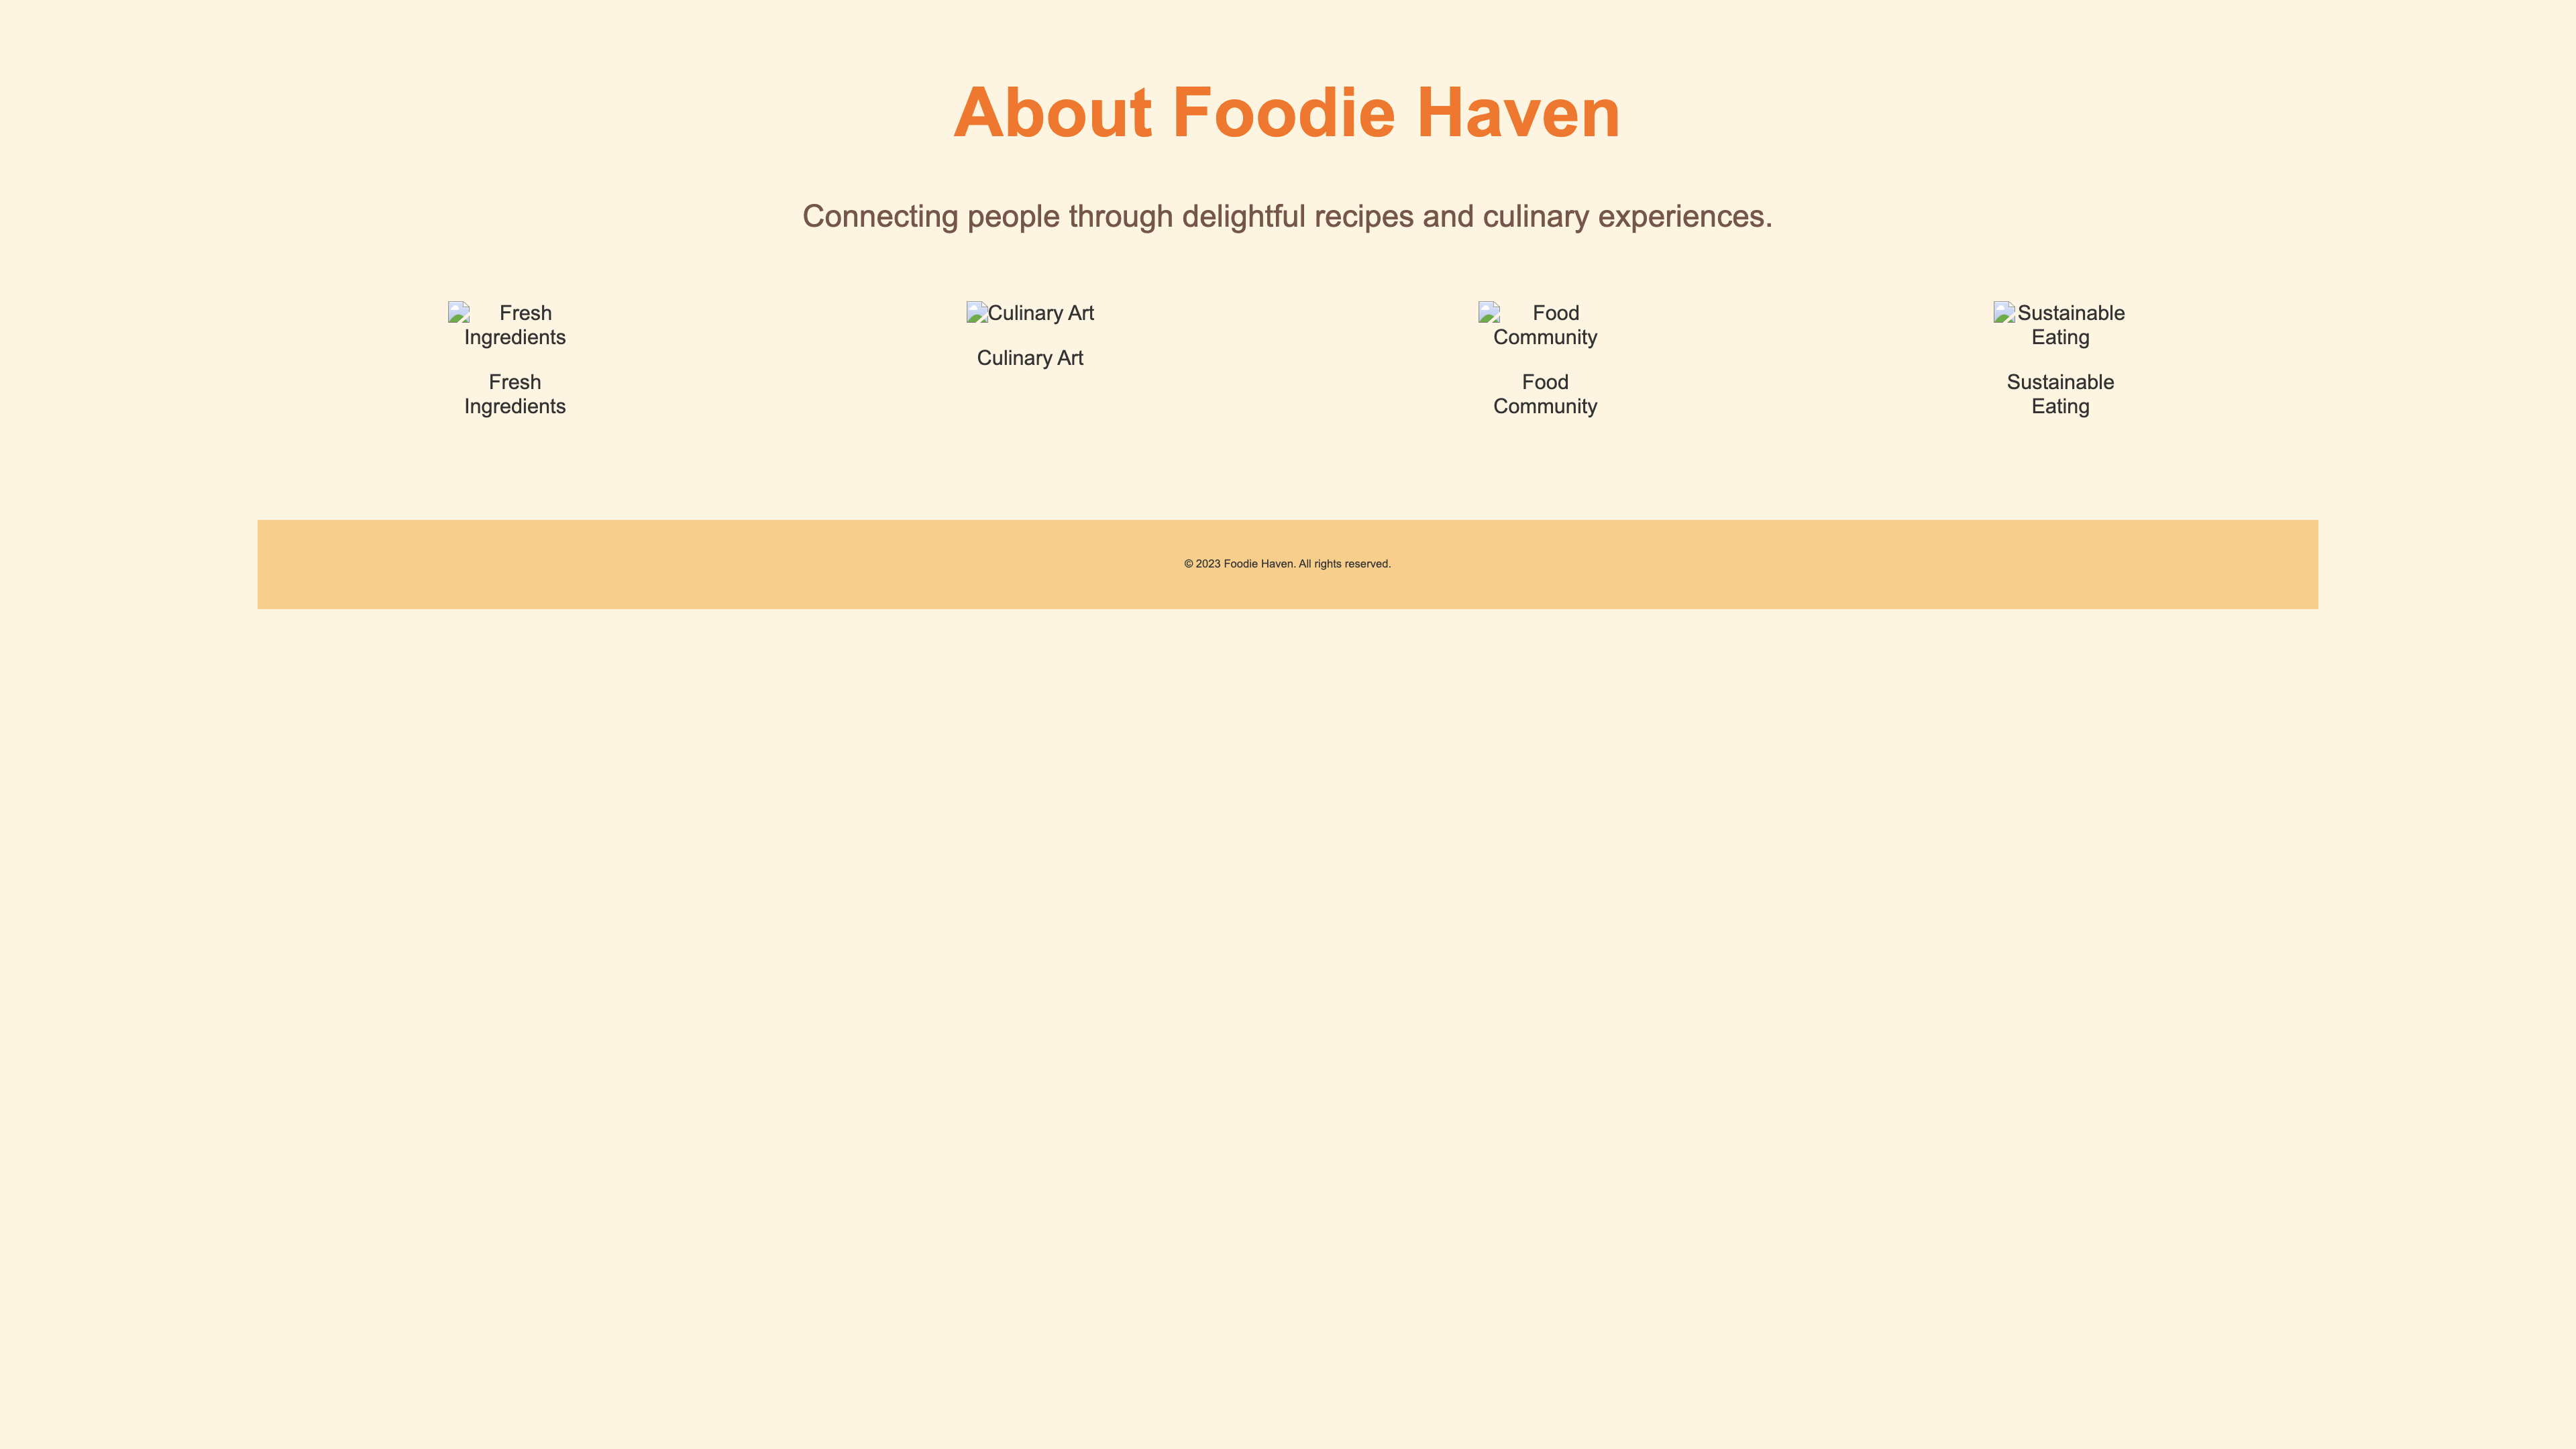 About Foodie Haven
Connecting people through delightful recipes and culinary experiences.
Fresh
Ingredients
Fresh
Ingredients
Culinary Art
Culinary Art
Food
Community
Food
Community
Sustainable
Eating
Sustainable
Eating
© 2023 Foodie Haven. All rights reserved.